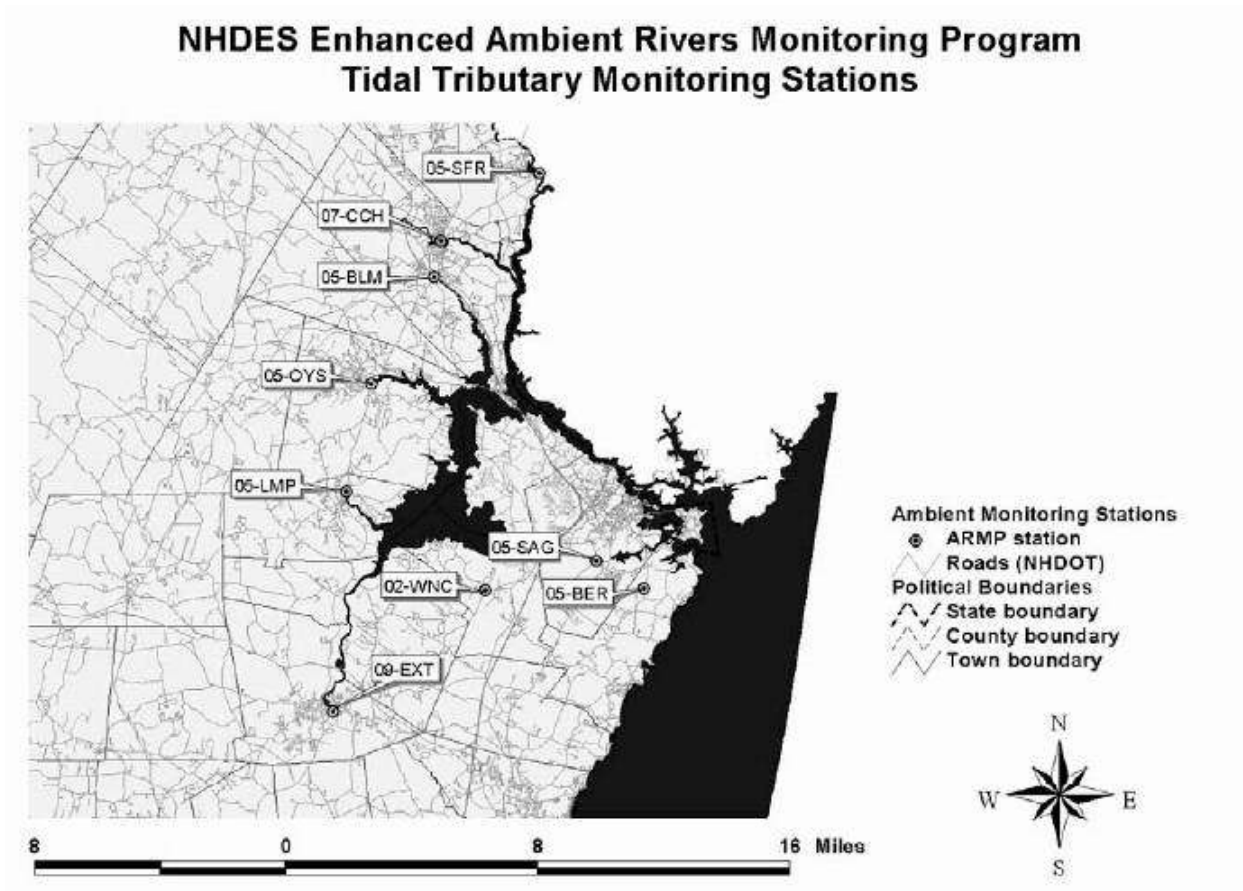 NHDES Enhanced Ambient Rivers Monitoring Program
Tidal Tributary Monitoring Stations
05-SFR
07-CCH
05-BLM
05-OYS
05-LMP
05-SAG
02-WNC
05-BER
09-EXT
Ambient Monitoring Stations
ARMP station
Roads (NHDOT)
Political Boundaries
State boundary
County boundary
Town boundary
N
W E
S
8 0 8 16 Miles